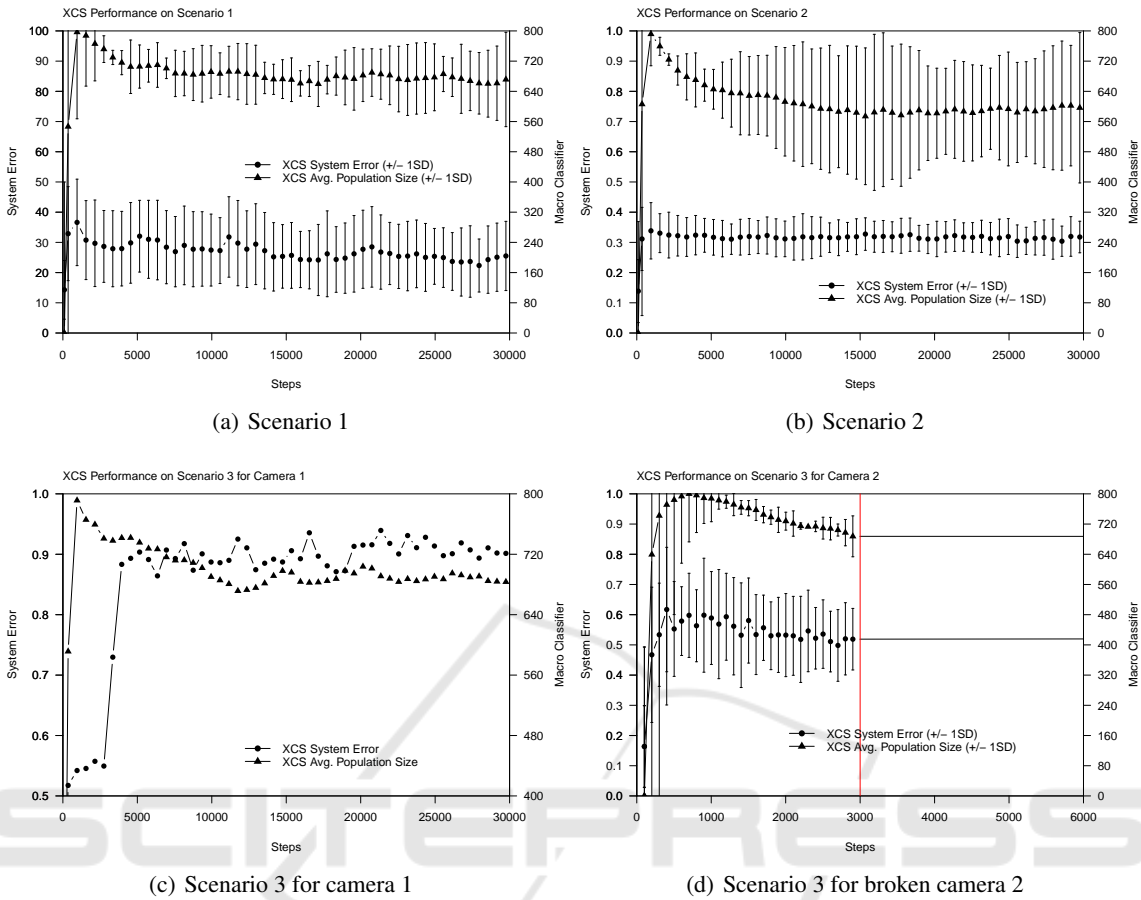 XCS Performance on Scenario 1
System Error
100
90
80
70
60
50
40
30
20
10
0
800
720
640
560
480
400
320
240
160
80
0
Macro Classifier
XCS System Error (+/− 1SD)
XCS Avg. Population Size (+/− 1SD)
0 5000 10000 15000 20000 25000 30000
Steps
(a) Scenario 1
XCS Performance on Scenario 2
System Error
1.0
0.9
0.8
0.7
0.6
0.5
0.4
0.3
0.2
0.1
0.0
800
720
640
560
480
400
320
240
160
80
0
Macro Classifier
XCS System Error (+/− 1SD)
XCS Avg. Population Size (+/− 1SD)
0 5000 10000 15000 20000 25000 30000
Steps
(b) Scenario 2
XCS Performance on Scenario 3 for Camera 1
System Error
1.0
0.9
0.8
0.7
0.6
0.5
800
720
640
560
480
400
Macro Classifier
XCS System Error
XCS Avg. Population Size
0 5000 10000 15000 20000 25000 30000
Steps
(c) Scenario 3 for camera 1
XCS Performance on Scenario 3 for Camera 2
System Error
1.0
0.9
0.8
0.7
0.6
0.5
0.4
0.3
0.2
0.1
0.0
800
720
640
560
480
400
320
240
160
80
0
Macro Classifier
XCS System Error (+/− 1SD)
XCS Avg. Population Size (+/− 1SD)
0 1000 2000 3000 4000 5000 6000
Steps
(d) Scenario 3 for broken camera 2
SCITEPRESS